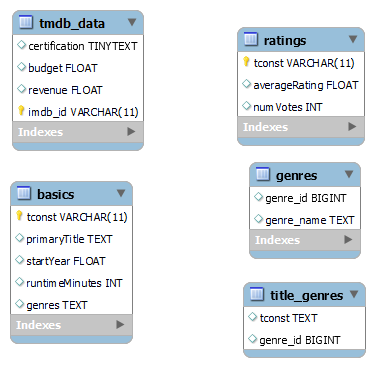 tmdb_data
certification TINYTEXT
budget FLOAT
revenue FLOAT
imdb_id VARCHAR(11)
Indexes
ratings
tconst VARCHAR(11)
averageRating FLOAT
numVotes INT
Indexes
basics
tconst VARCHAR(11)
primaryTitle TEXT
startYear FLOAT
runtimeMinutes INT
genres TEXT
Indexes
genres
genre_id BIGINT
genre_name TEXT
Indexes
title_genres
tconst TEXT
genre_id BIGINT